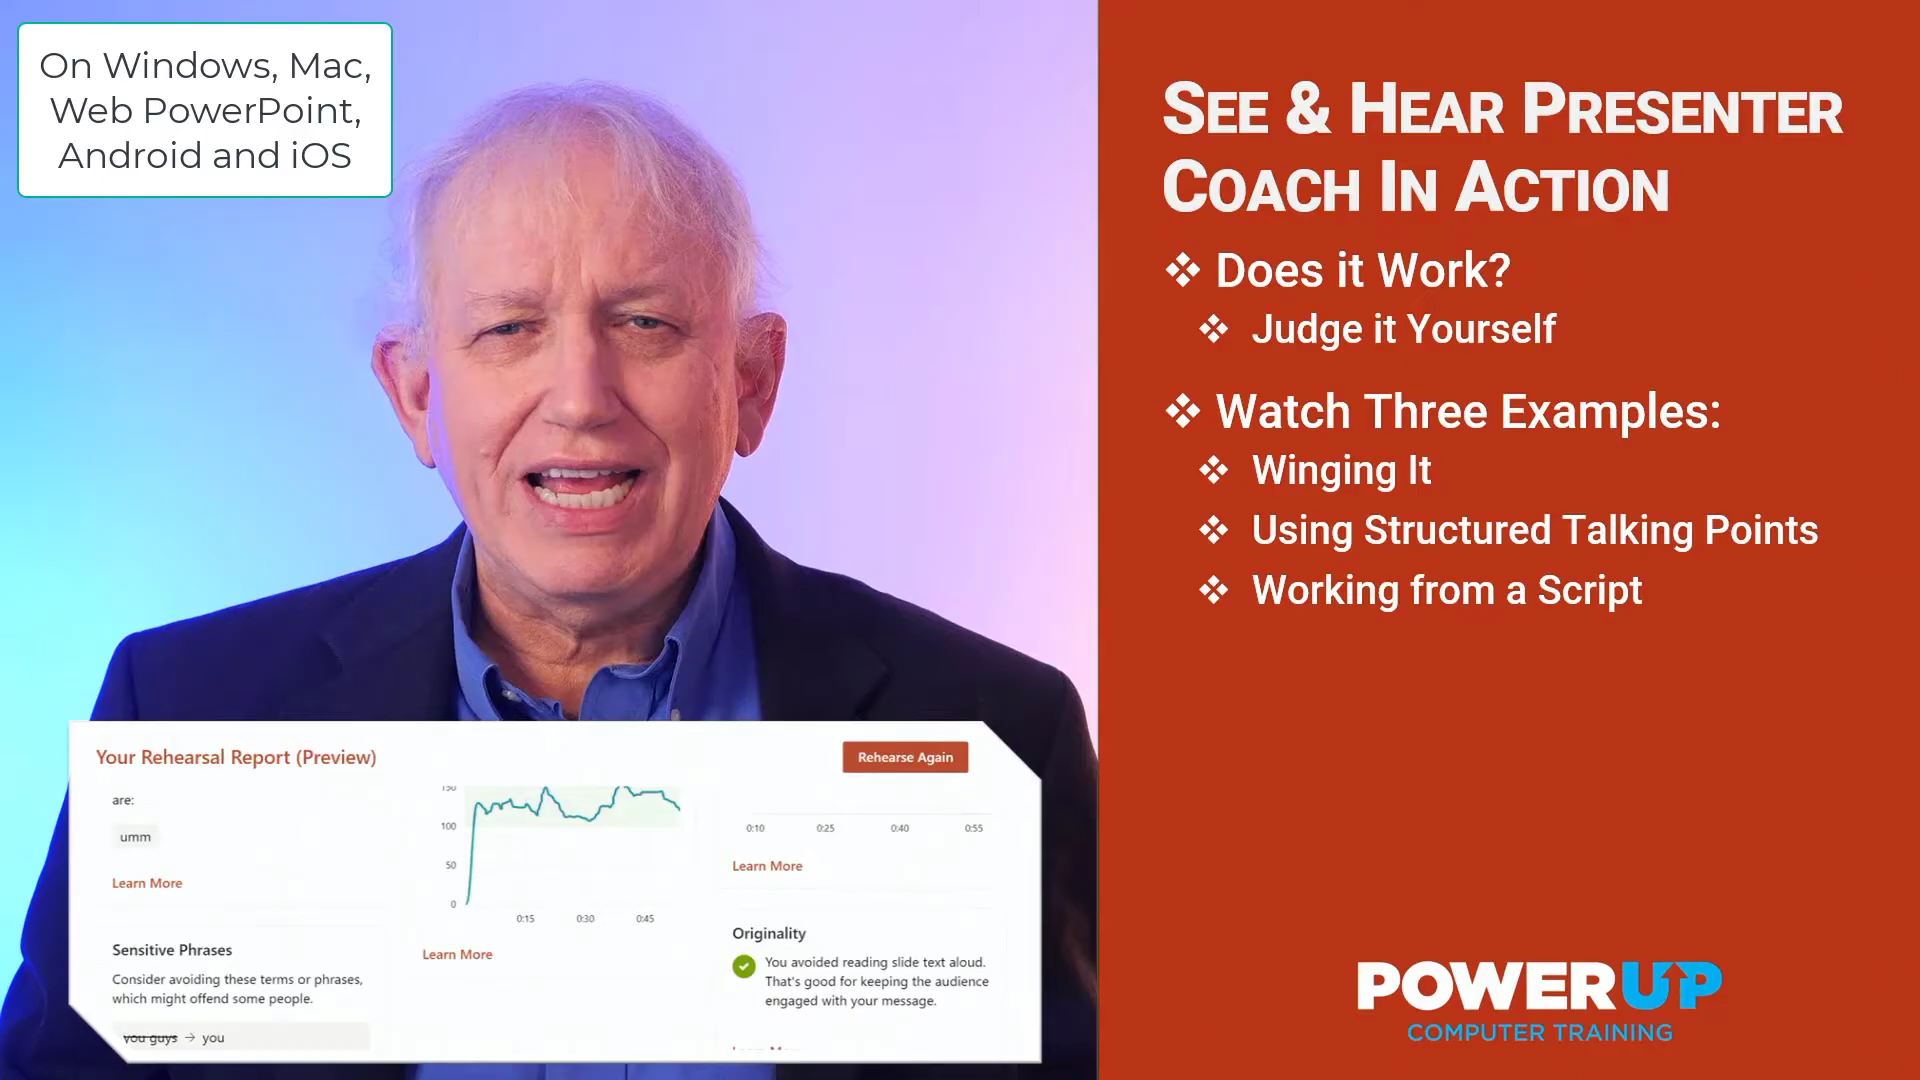 On Windows, Mac,
Web PowerPoint,
Android and iOS
SEE & HEAR PRESENTER
COACH IN ACTION
Does it Work?
Judge it Yourself
Watch Three Examples:
Winging It
Using Structured Talking Points
Working from a Script
Your Rehearsal Report (Preview)
Rehearse Again
are:
umm
Learn More
Sensitive Phrases
Consider avoiding these terms or phrases,
which might offend some people.
you guys → you
150
100
50
0
0:15 0:30 0:45
Learn More
0:10 0:25 0:40 0:55
Learn More
Originality
You avoided reading slide text aloud.
That's good for keeping the audience
engaged with your message.
POWERUP
COMPUTER TRAINING